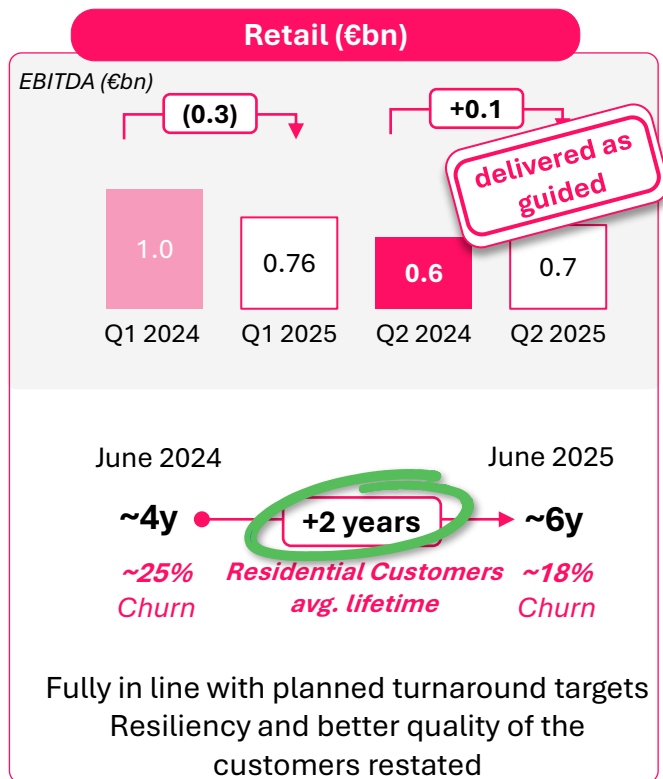 Retail (€bn)
EBITDA (€bn)
(0.3)
+0.1
delivered as
guided
1.0
0.76
0.6
0.7
Q1 2024
Q1 2025
Q2 2024
Q2 2025
June 2024
June 2025
~4y
+2 years
~6y
~25%
Churn
Residential Customers
avg. lifetime
~18%
Churn
Fully in line with planned turnaround targets
Resiliency and better quality of the
customers restated